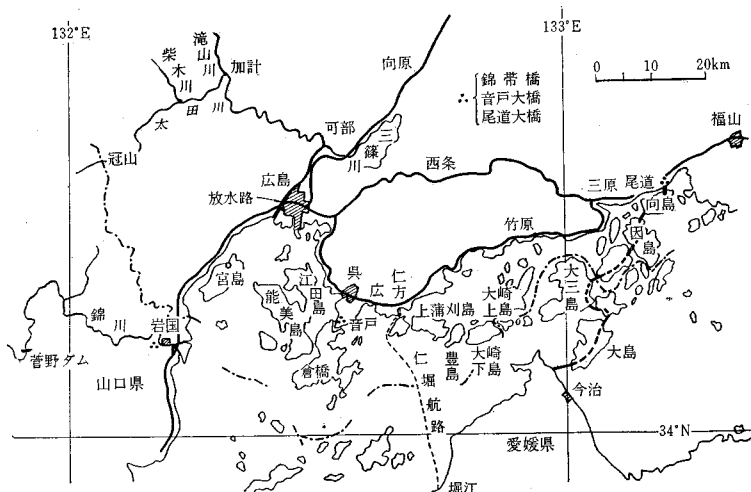 132°E
133°E
滝山川
柴木川
加計
向原
0 10 20km
錦帯橋
音戸大橋
尾道大橋
太田川
可部
三篠川
福山
冠山
広島
西条
放水路
三原
尾道
向島
竹原
因島
宮島
江田島
呉
広
仁方
大三島
能美島
上蒲刈島
大崎上島
錦川
岩国
音戸
豊島
大崎下島
大島
菅野ダム
倉橋
仁堀航路
山口県
今治
34°N
愛媛県
堀江